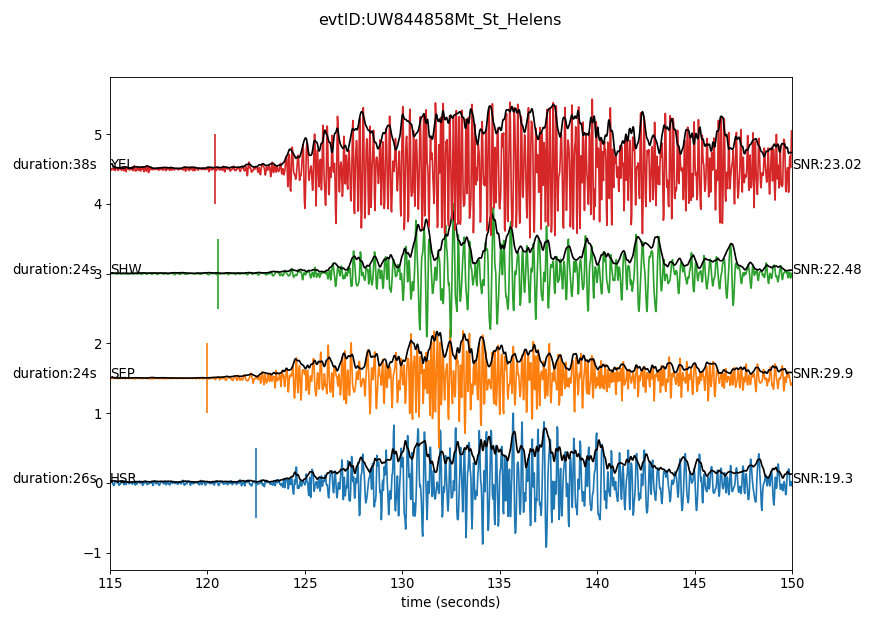 evtID:UW844858Mt_St_Helens
5
duration:38s YEL SNR:23.02
4
duration:24s 3 SHW SNR:22.48
2
duration:24s SEP SNR:29.9
1
duration:26s 0 HSR SNR:19.3
−1
115 120 125 130 135 140 145 150
time (seconds)